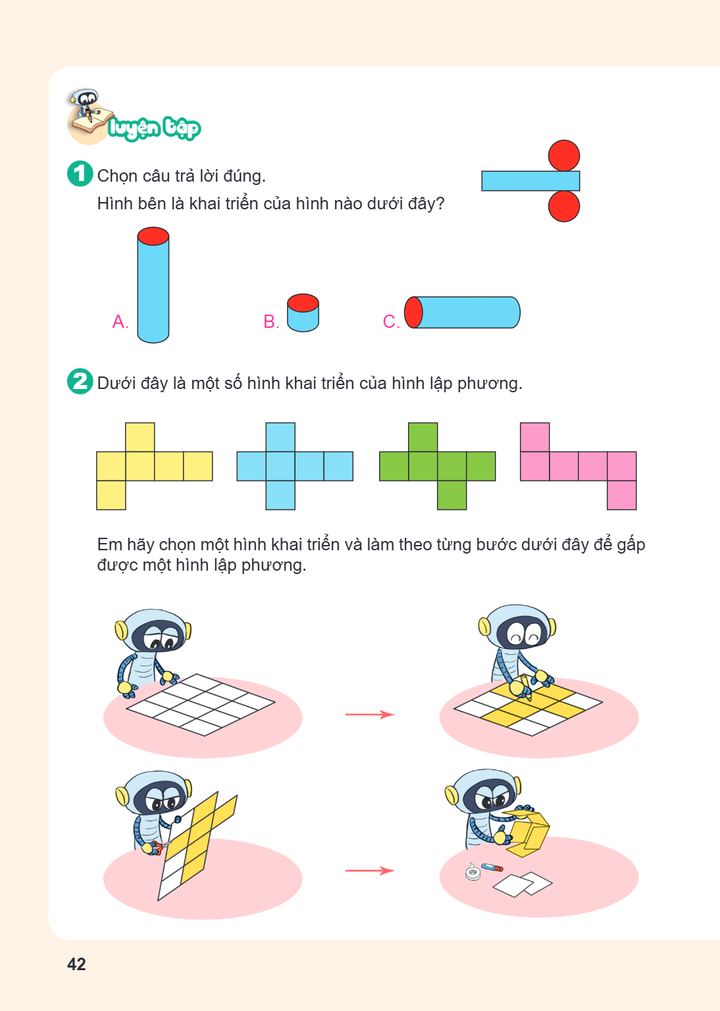 luyện tập
1 Chọn câu trả lời đúng.
Hình bên là khai triển của hình nào dưới đây?
A. B. C.
2 Dưới đây là một số hình khai triển của hình lập phương.
Em hãy chọn một hình khai triển và làm theo từng bước dưới đây để gấp
được một hình lập phương.
42